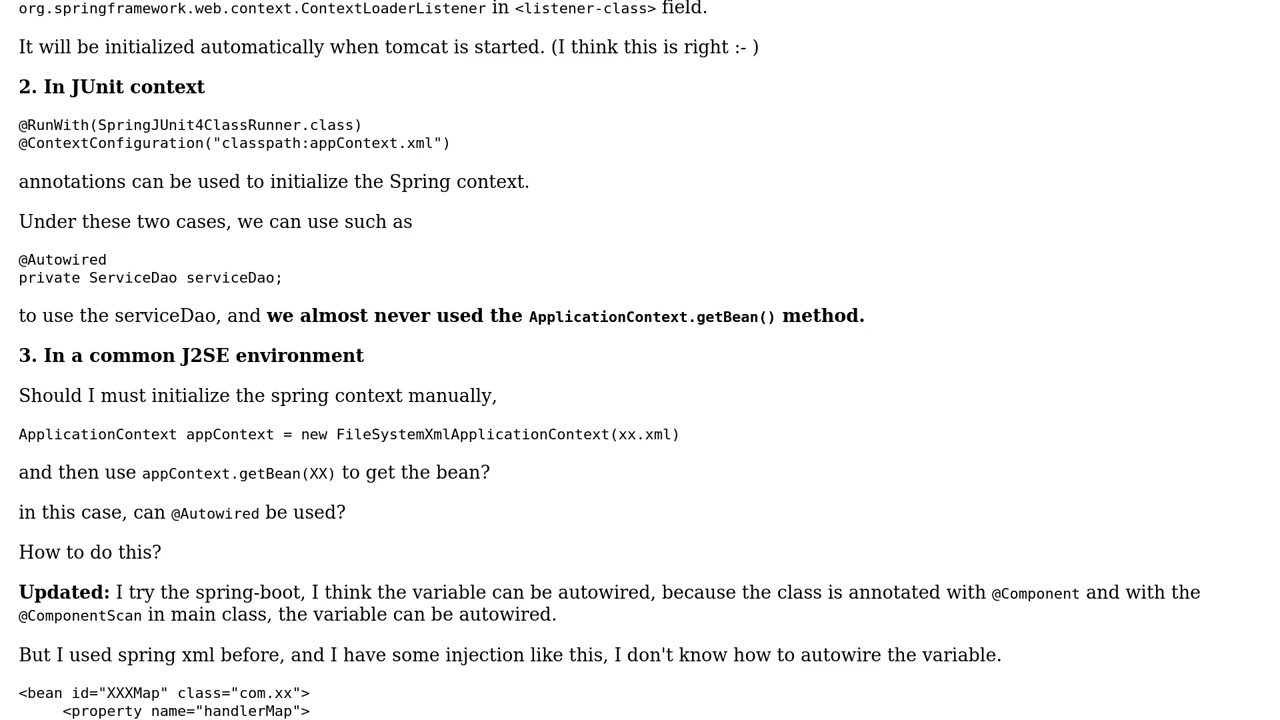 org.springframework.web.context.ContextLoaderListener in <listener-class> field.
It will be initialized automatically when tomcat is started. (I think this is right :- )
2. In JUnit context
@RunWith(SpringJUnit4ClassRunner.class)
@ContextConfiguration("classpath:appContext.xml")
annotations can be used to initialize the Spring context.
Under these two cases, we can use such as
@Autowired
private ServiceDao serviceDao;
to use the serviceDao, and we almost never used the ApplicationContext.getBean() method.
3. In a common J2SE environment
Should I must initialize the spring context manually,
ApplicationContext appContext = new FileSystemXmlApplicationContext(xx.xml)
and then use appContext.getBean(XX) to get the bean?
in this case, can @Autowired be used?
How to do this?
Updated: I try the spring-boot, I think the variable can be autowired, because the class is annotated with @Component and with the
@ComponentScan in main class, the variable can be autowired.
But I used spring xml before, and I have some injection like this, I don't know how to autowire the variable.
<bean id="XXXMap" class="com.xx">
     <property name="handlerMap">